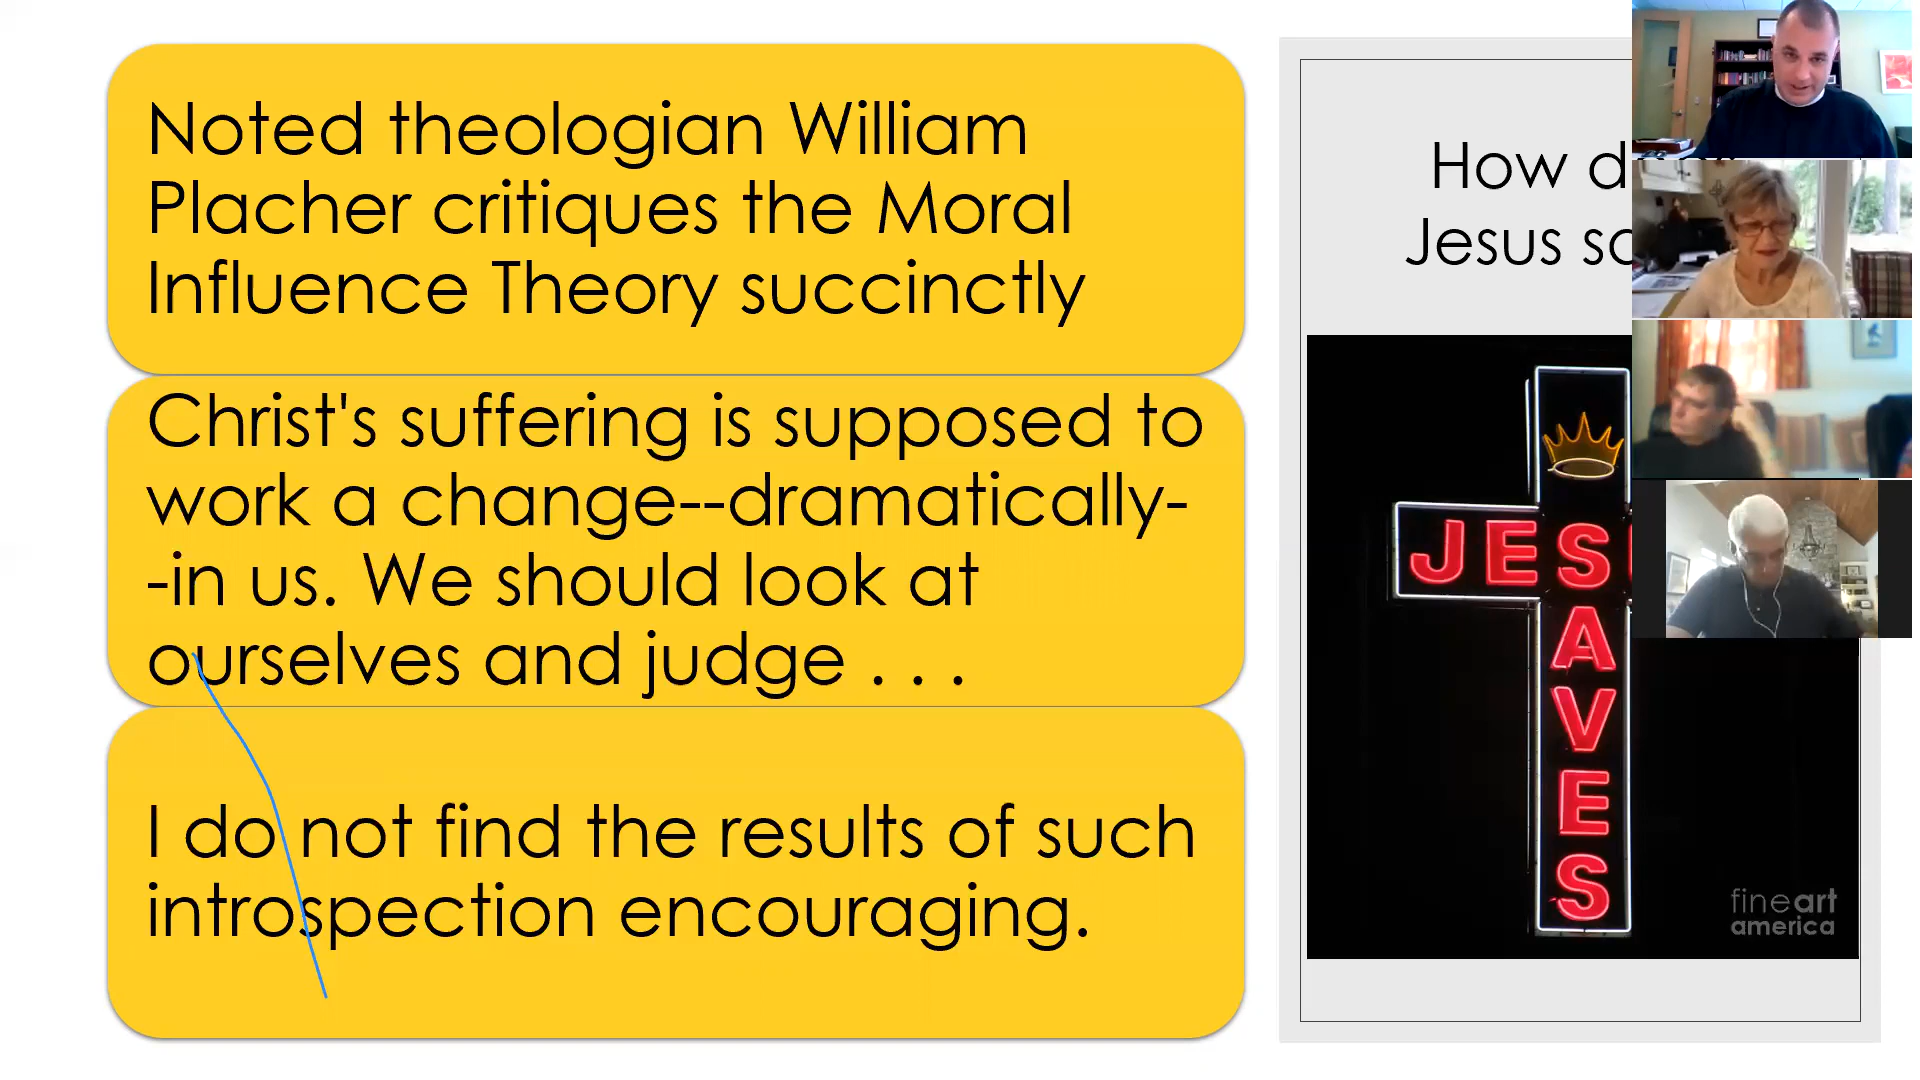 Noted theologian William
Placher critiques the Moral
Influence Theory succinctly
Christ's suffering is supposed to
work a change--dramatically-
-in us. We should look at
ourselves and judge . . .
I do not find the results of such
introspection encouraging.
How
Jesus
JES
SAVES
fineart
america